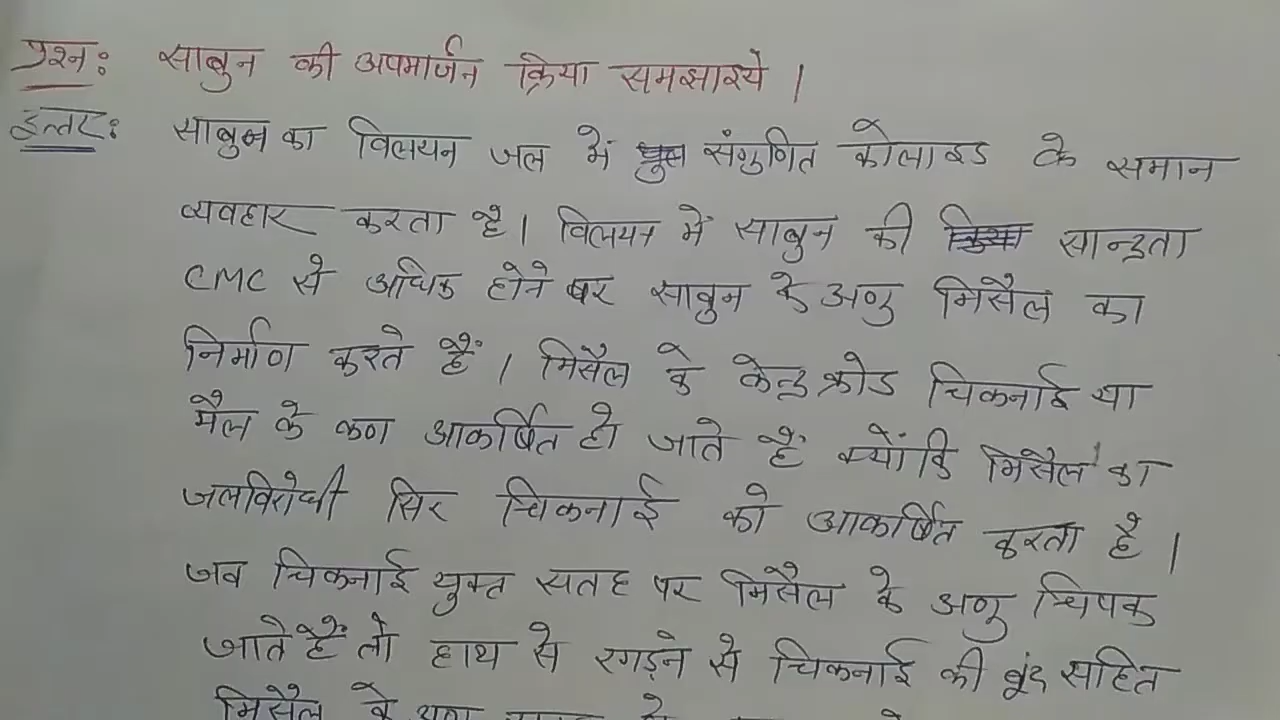 प्रश्न: साबुन की अपमार्जन क्रिया समझाइये ।
उत्तर: साबुन का विलयन जल में संगुणित कोलाइड के समान
व्यवहार करता है। विलयन में साबुन की सान्द्रता
CMC से अधिक होने पर साबुन के अणु मिसैल का
निर्माण करते हैं । मिसैल के केन्द्र क्रोड चिकनाई या
मैल के कण आकर्षित हो जाते हैं क्योंकि मिसैल का
जलविरोधी सिर चिकनाई को आकर्षित करता है ।
जब चिकनाई युक्त सतह पर मिसैल के अणु चिपक
जाते हैं तो हाथ से रगड़ने से चिकनाई की बूंद सहित
मिसैल के अणु